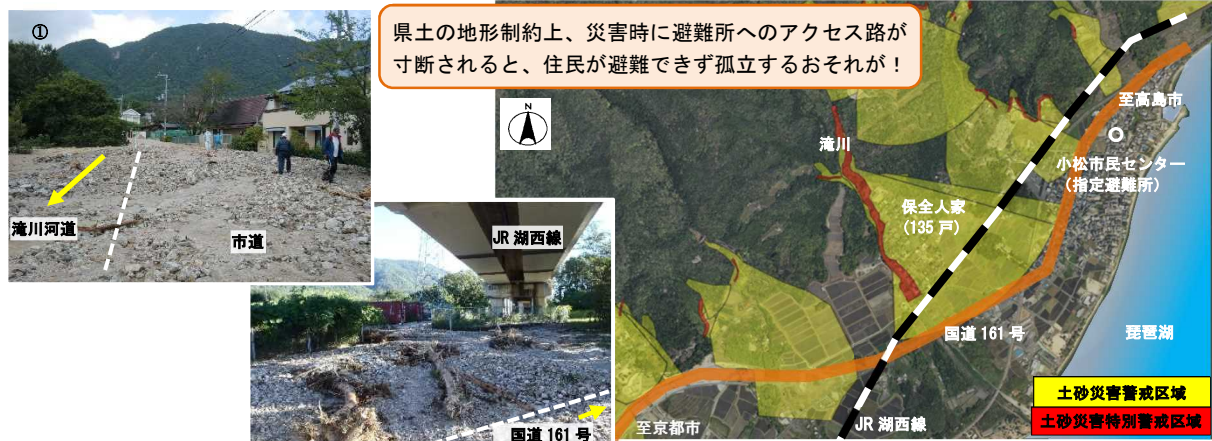 ①
滝川河道
市道
県土の地形制約上、災害時に避難所へのアクセス路が
寸断されると、住民が避難できず孤立するおそれが！
JR 湖西線
国道 161 号
N
滝川
保全人家
（135 戸）
至高島市
小松市民センター
（指定避難所）
国道 161 号
琵琶湖
至京都市
JR 湖西線
土砂災害警戒区域
土砂災害特別警戒区域